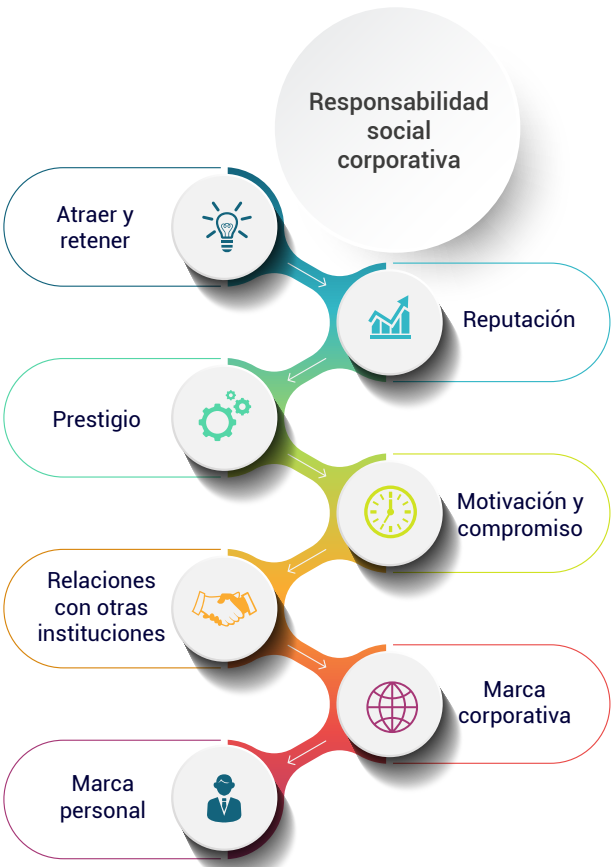 Responsabilidad
social
corporativa
Atraer y
retener
Reputación
Prestigio
Motivación y
compromiso
Relaciones
con otras
instituciones
Marca
corporativa
Marca
personal